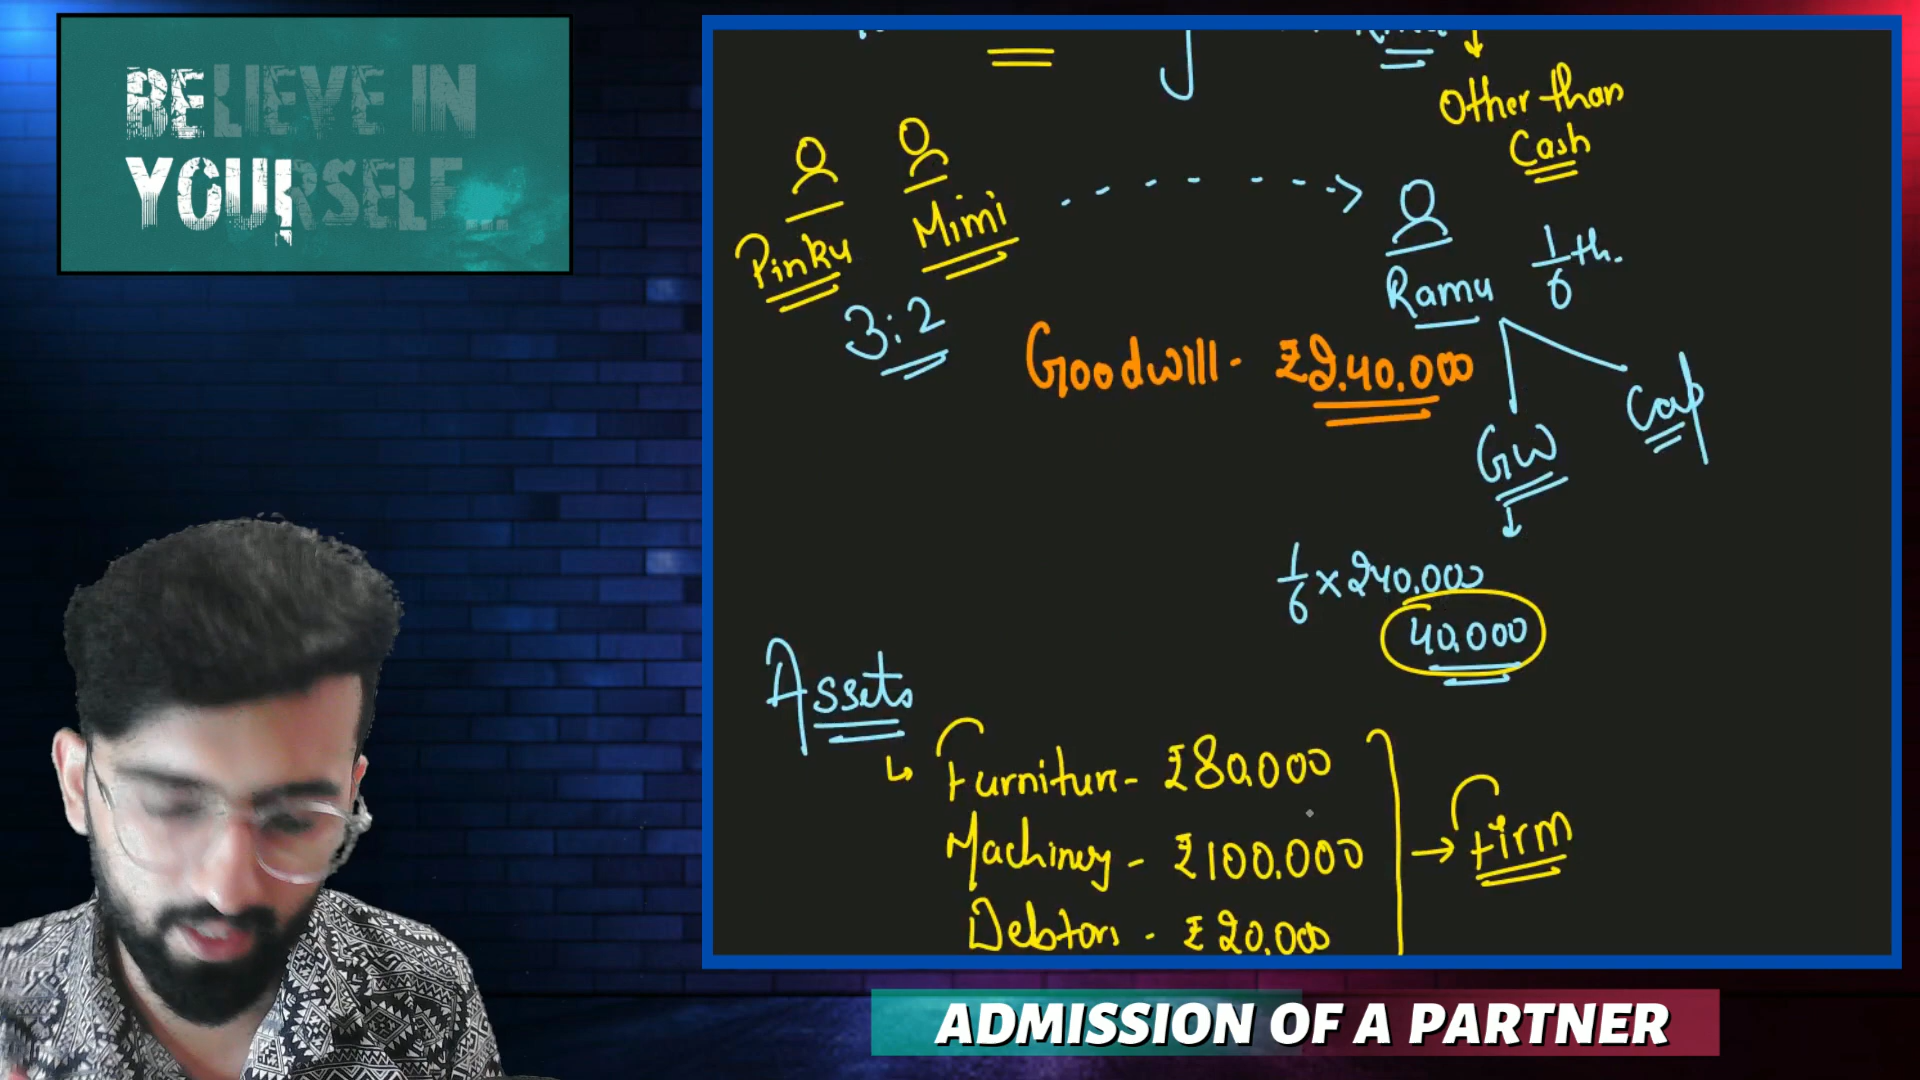 BELIEVE IN
YOURSELF...
Other than
Cash
Pinky
Mimi
Ramu
1/6 th.
3:2
Goodwill - ₹2,40,000
GW
Cap
1/6 × 240,000
40,000
Assets
↳ Furniture - ₹80,000
Machinery - ₹100,000
→ Firm
Debtors - ₹20,000
ADMISSION OF A PARTNER